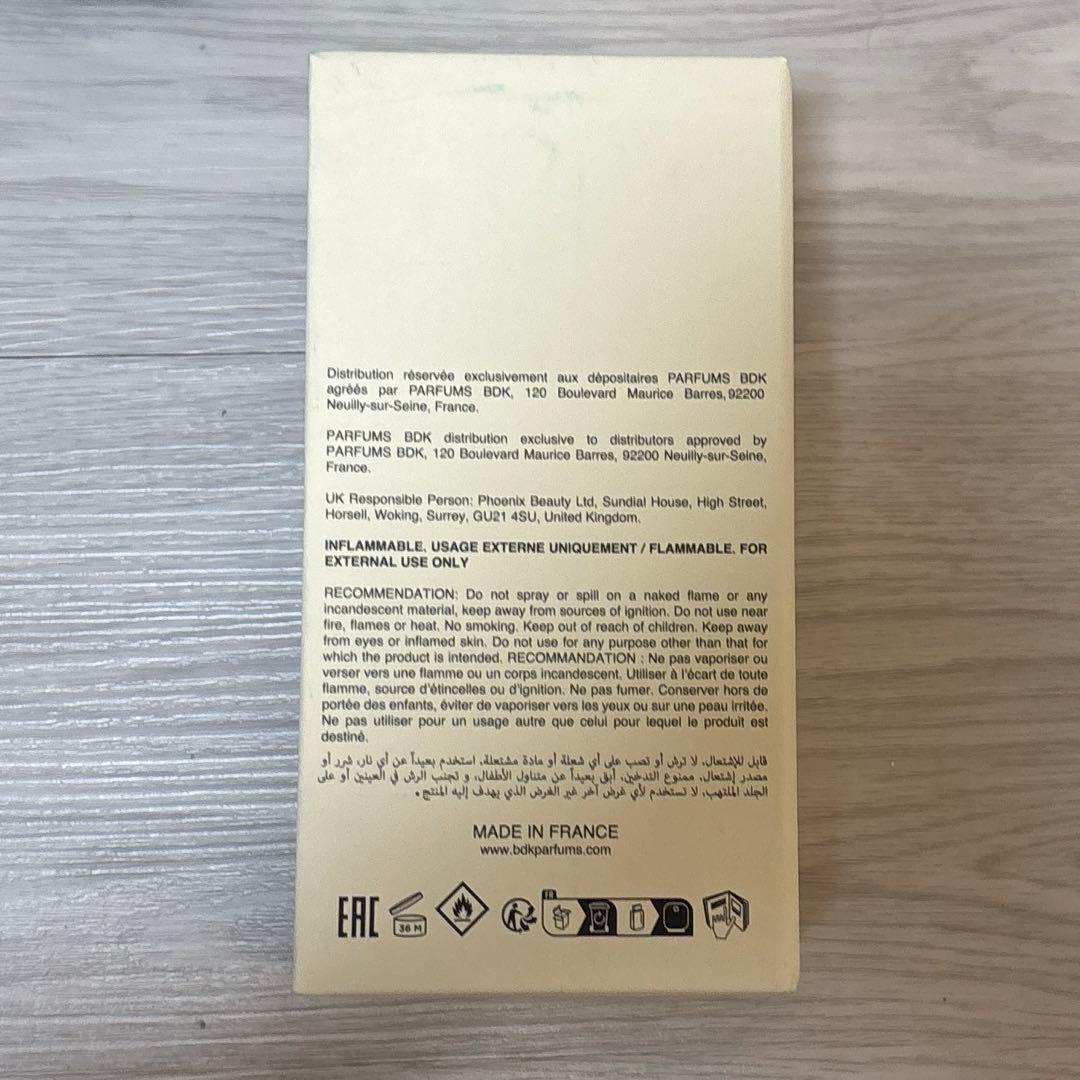 Distribution réservée exclusivement aux dépositaires PARFUMS BDK
agréés par PARFUMS BDK, 120 Boulevard Maurice Barres, 92200
Neuilly-sur-Seine, France.
PARFUMS BDK distribution exclusive to distributors approved by
PARFUMS BDK, 120 Boulevard Maurice Barres, 92200 Neuilly-sur-Seine,
France.
UK Responsible Person: Phoenix Beauty Ltd, Sundial House, High Street,
Horsell, Woking, Surrey, GU21 4SU, United Kingdom.
INFLAMMABLE. USAGE EXTERNE UNIQUEMENT / FLAMMABLE. FOR
EXTERNAL USE ONLY
RECOMMENDATION: Do not spray or spill on a naked flame or any
incandescent material, keep away from sources of ignition. Do not use near
fire, flames or heat. No smoking. Keep out of reach of children. Keep away
from eyes or inflamed skin. Do not use for any purpose other than that for
which the product is intended. RECOMMANDATION : Ne pas vaporiser ou
verser vers une flamme ou un corps incandescent. Utiliser à l'écart de toute
flamme, source d'étincelles ou d'ignition. Ne pas fumer. Conserver hors de
portée des enfants, éviter de vaporiser vers les yeux ou sur une peau irritée.
Ne pas utiliser pour un usage autre que celui pour lequel le produit est
destiné.
قابل للإشتعال. لا ترش أو تصب على أي شعلة أو مادة مشتعلة. استخدم بعيداً عن أي نار، شرر أو
مصدر إشتعال. ممنوع التدخين. أبق بعيداً عن متناول الأطفال، و تجنب الرش في العينين أو على
الجلد الملتهب. لا تستخدم لأي غرض آخر غير الغرض الذي يهدف إليه المنتج.
MADE IN FRANCE
www.bdkparfums.com
EAC
36 M
FR